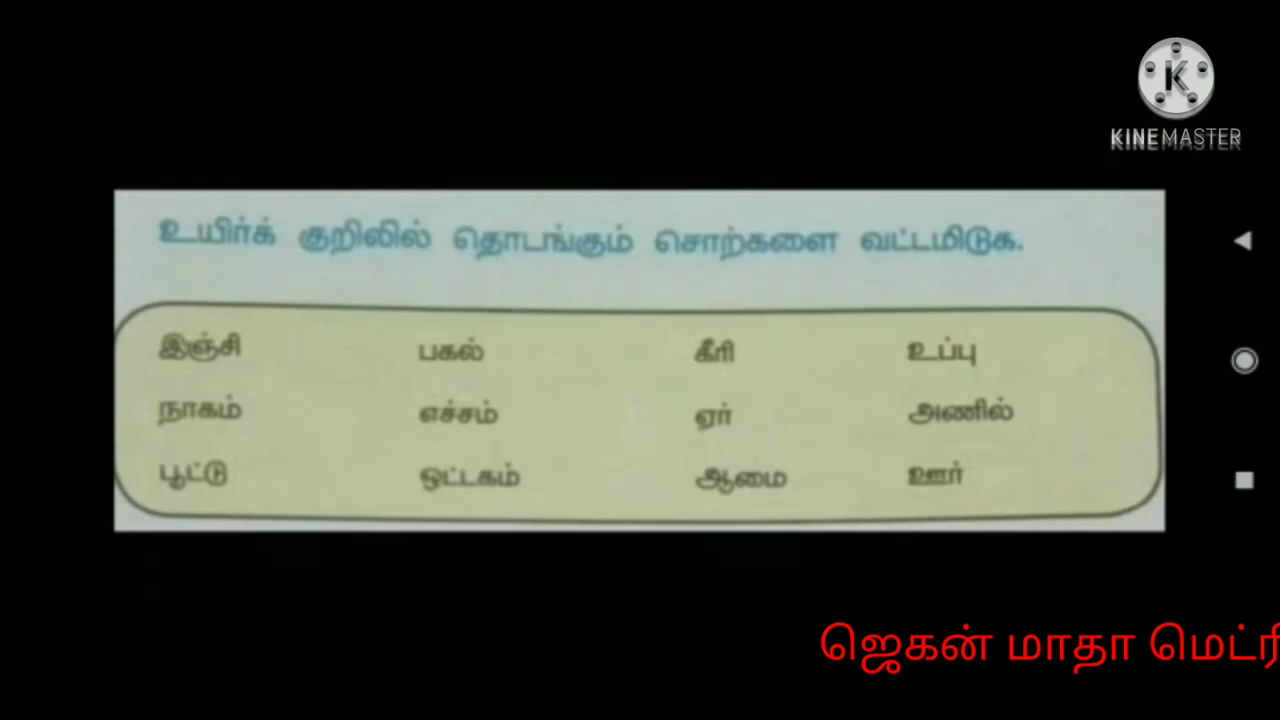 KINEMASTER
உயிர்க் குறிலில் தொடங்கும் சொற்களை வட்டமிடுக.
இஞ்சி பகல் கீரி உப்பு
நாகம் எச்சம் ஏர் அணில்
பூட்டு ஒட்டகம் ஆமை ஊர்
ஜெகன் மாதா மெட்ரி